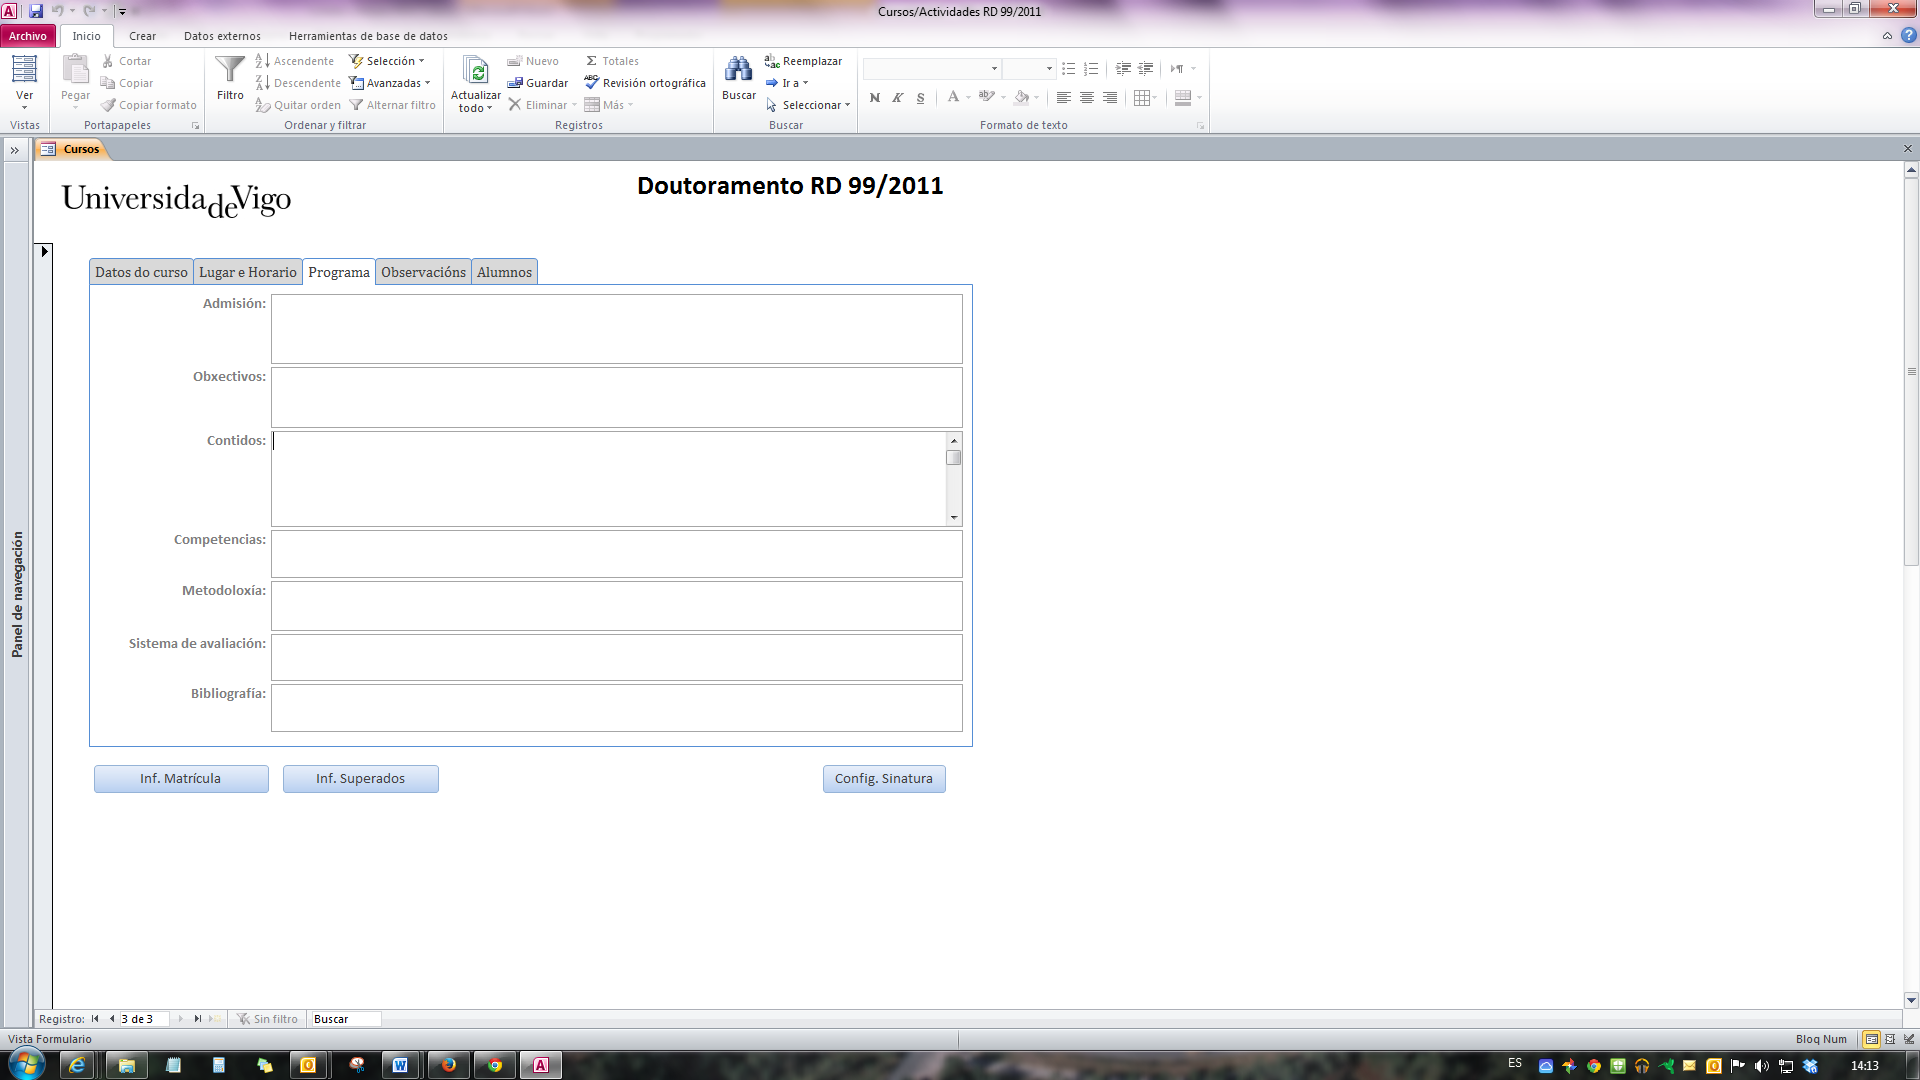 Cursos/Actividades RD 99/2011
Archivo Inicio Crear Datos externos Herramientas de base de datos
Ver
Vistas
Pegar
Cortar
Copiar
Copiar formato
Portapapeles
Filtro
Ascendente
Descendente
Quitar orden
Selección
Avanzadas
Alternar filtro
Ordenar y filtrar
Actualizar
todo
Nuevo
Guardar
Eliminar
Totales
Revisión ortográfica
Más
Registros
Buscar
Reemplazar
Ir a
Seleccionar
Buscar
N K S A
Formato de texto
Cursos
Universidade Vigo
Doutoramento RD 99/2011
Datos do curso Lugar e Horario Programa Observacións Alumnos
Admisión:
Obxectivos:
Contidos:
Competencias:
Metodoloxía:
Sistema de avaliación:
Bibliografía:
Inf. Matrícula Inf. Superados Config. Sinatura
Panel de navegación
Registro: 3 de 3 Sin filtro Buscar
Vista Formulario Bloq Num
ES 14:13